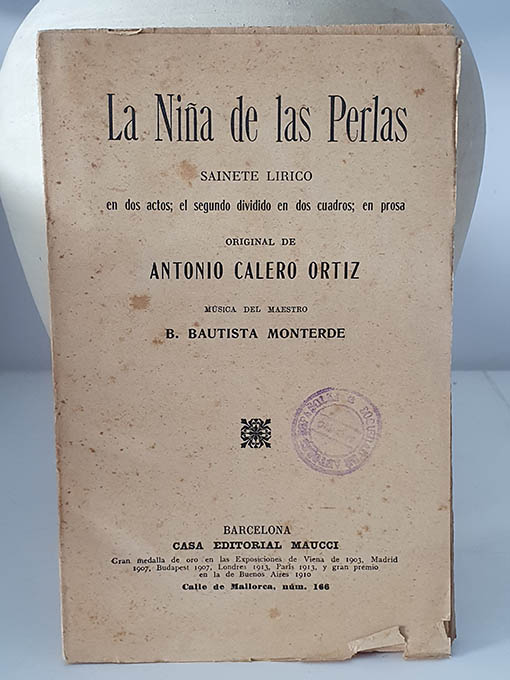 La Niña de las Perlas
SAINETE LIRICO
en dos actos; el segundo dividido en dos cuadros; en prosa
ORIGINAL DE
ANTONIO CALERO ORTIZ
MÚSICA DEL MAESTRO
B. BAUTISTA MONTERDE
BARCELONA
CASA EDITORIAL MAUCCI
Gran medalla de oro en las Exposiciones de Viena de 1903, Madrid
1907, Budapest 1907, Londres 1913, París 1913, y gran premio
en la de Buenos Aires 1910
Calle de Mallorca, núm. 166